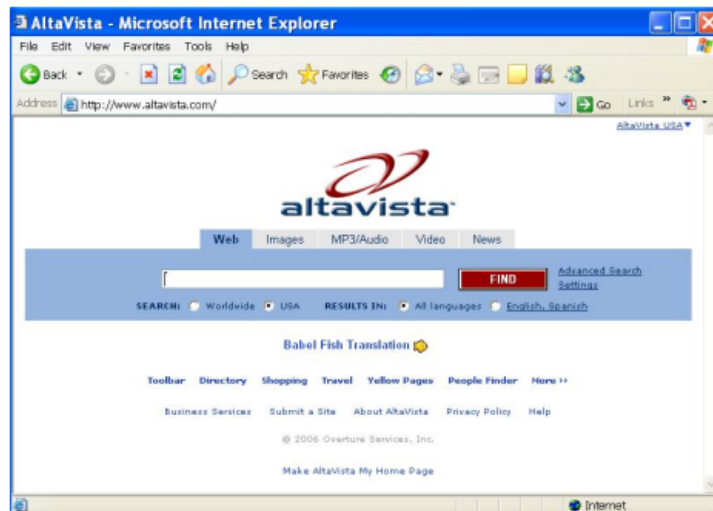 AltaVista - Microsoft Internet Explorer
File Edit View Favorites Tools Help
Back Search Favorites
Address http://www.altavista.com/ Go Links »
AltaVista USA
altavista™
Web Images MP3/Audio Video News
FIND
Advanced Search
Settings
SEARCH: Worldwide USA RESULTS IN: All languages English, Spanish
Babel Fish Translation
Toolbar Directory Shopping Travel Yellow Pages People Finder More ››
Business Services Submit a Site About AltaVista Privacy Policy Help
© 2006 Overture Services, Inc.
Make AltaVista My Home Page
Internet